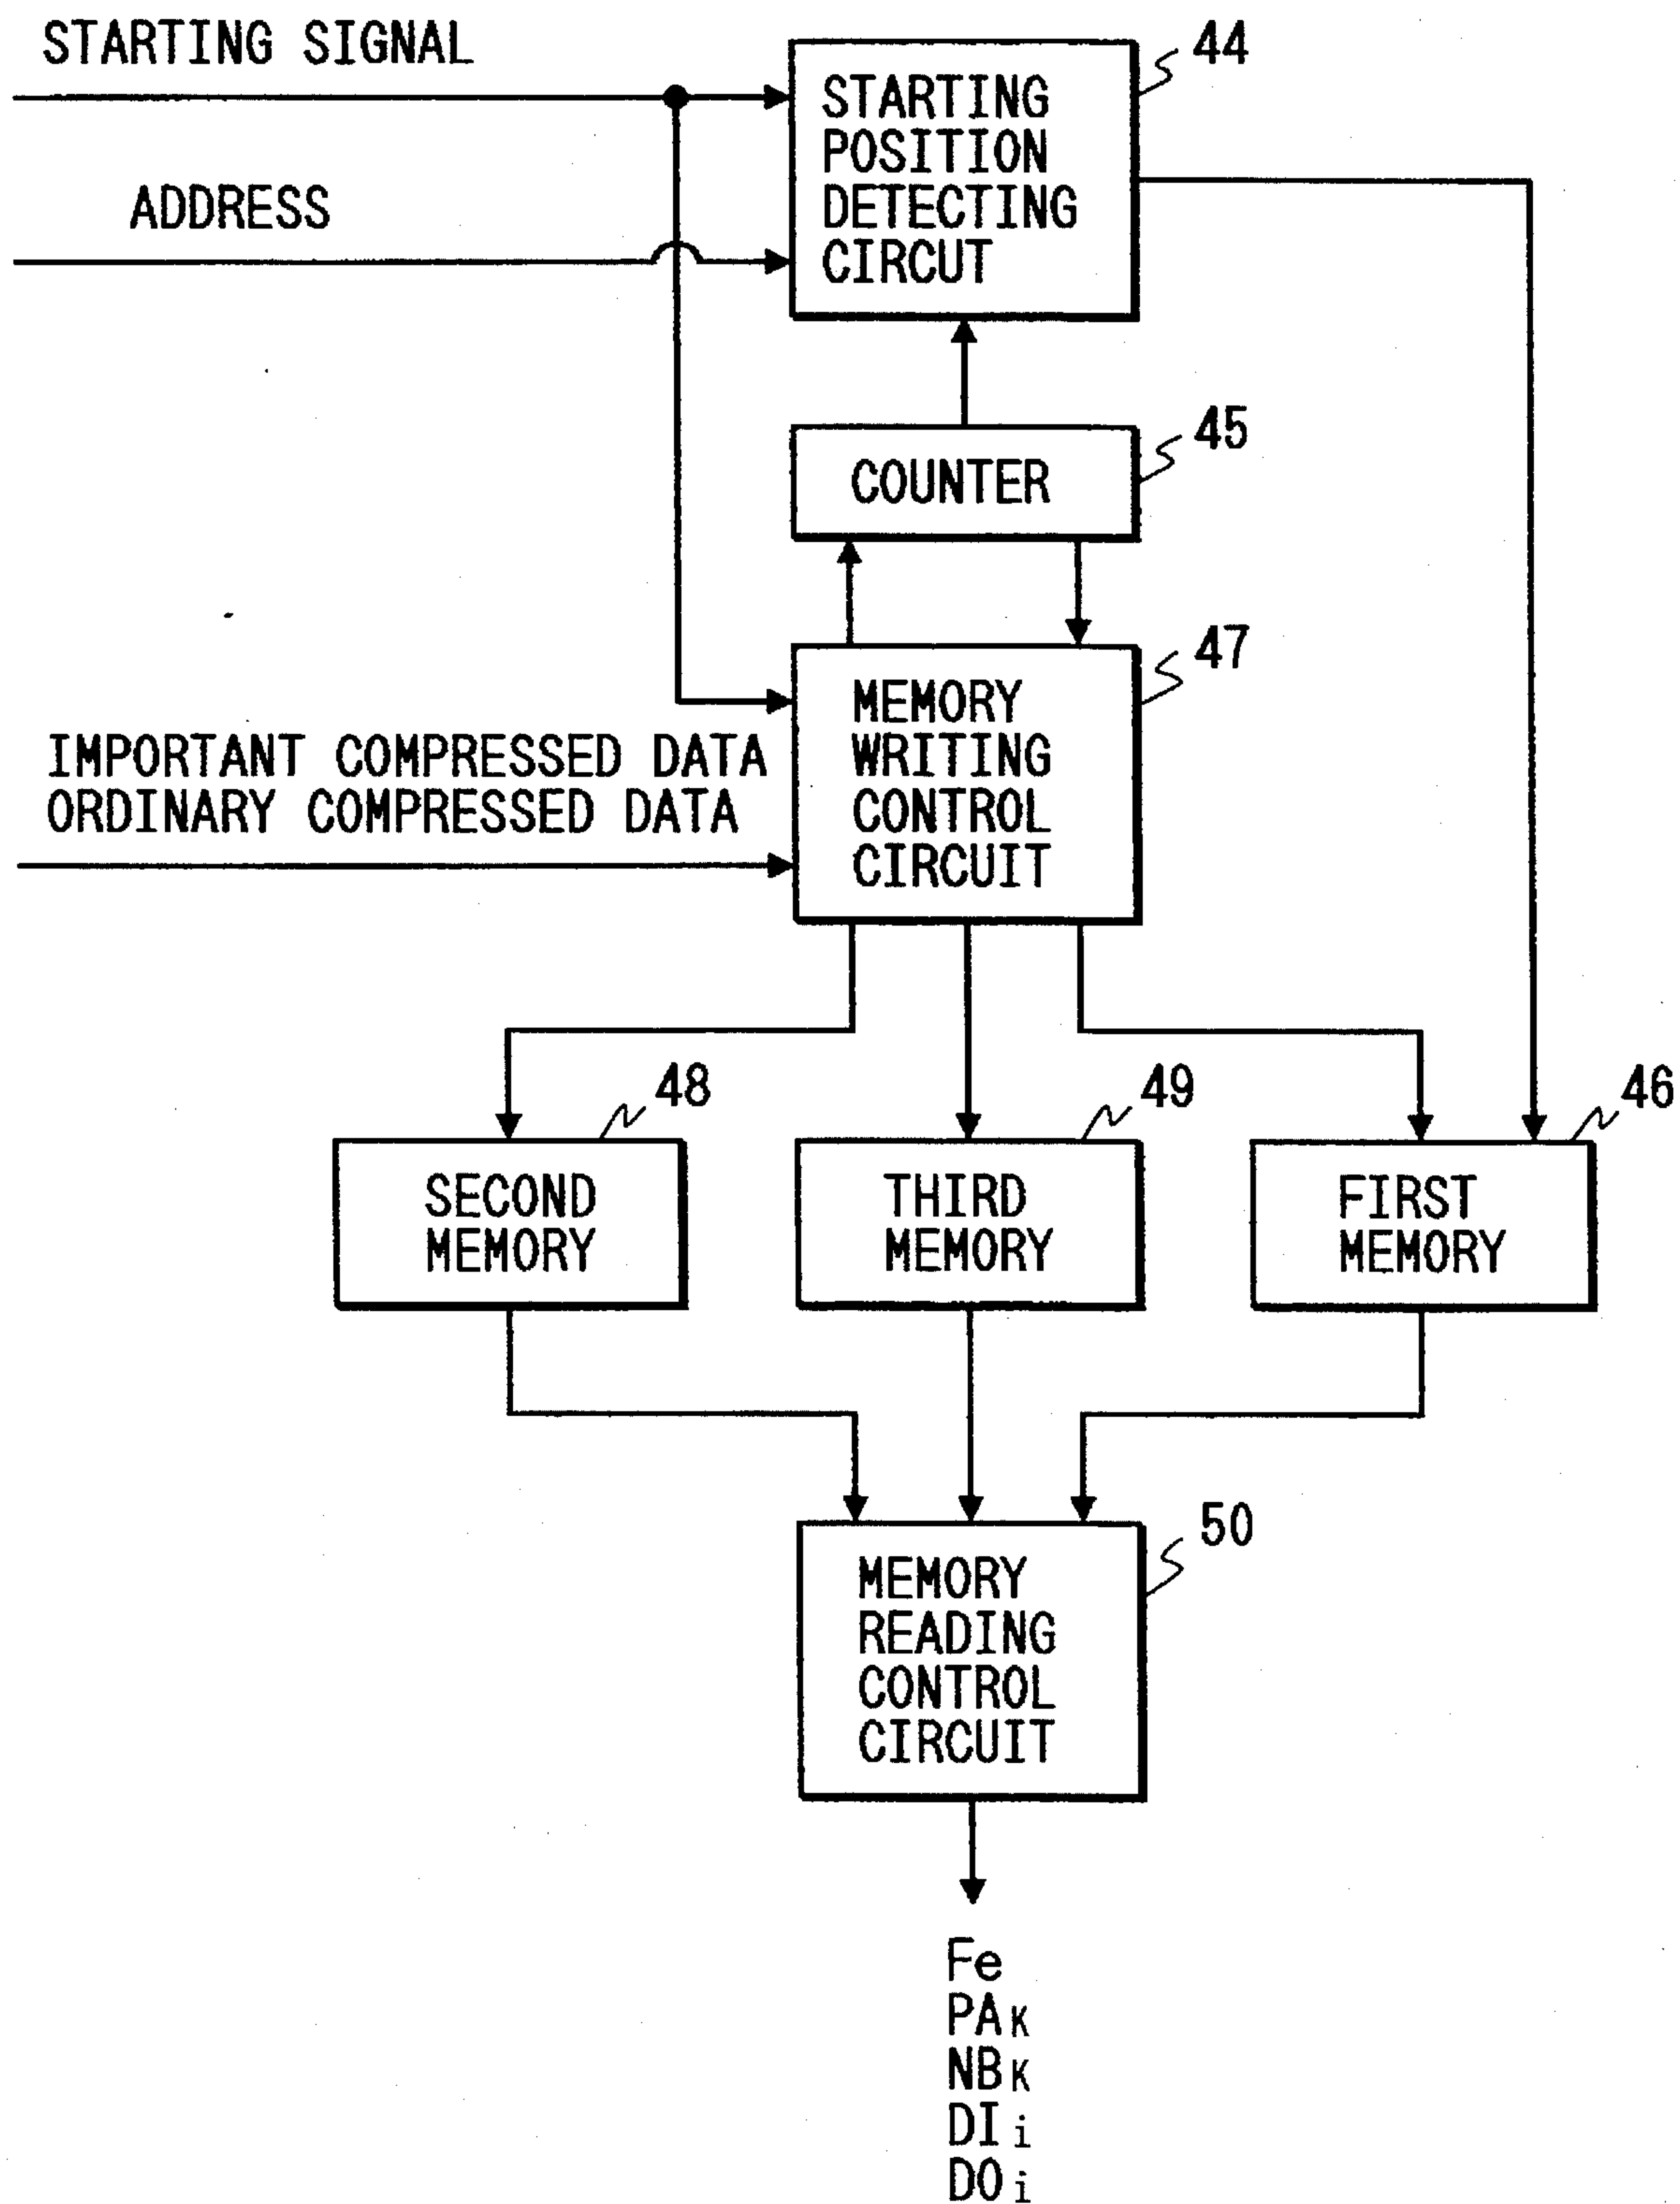 STARTING SIGNAL
44
STARTING
POSITION
DETECTING
CIRCUT
ADDRESS
45
COUNTER
47
MEMORY
WRITING
CONTROL
CIRCUIT
IMPORTANT COMPRESSED DATA
ORDINARY COMPRESSED DATA
48
49
46
SECOND
MEMORY
THIRD
MEMORY
FIRST
MEMORY
50
MEMORY
READING
CONTROL
CIRCUIT
Fe
PAK
NBK
DIi
DOi